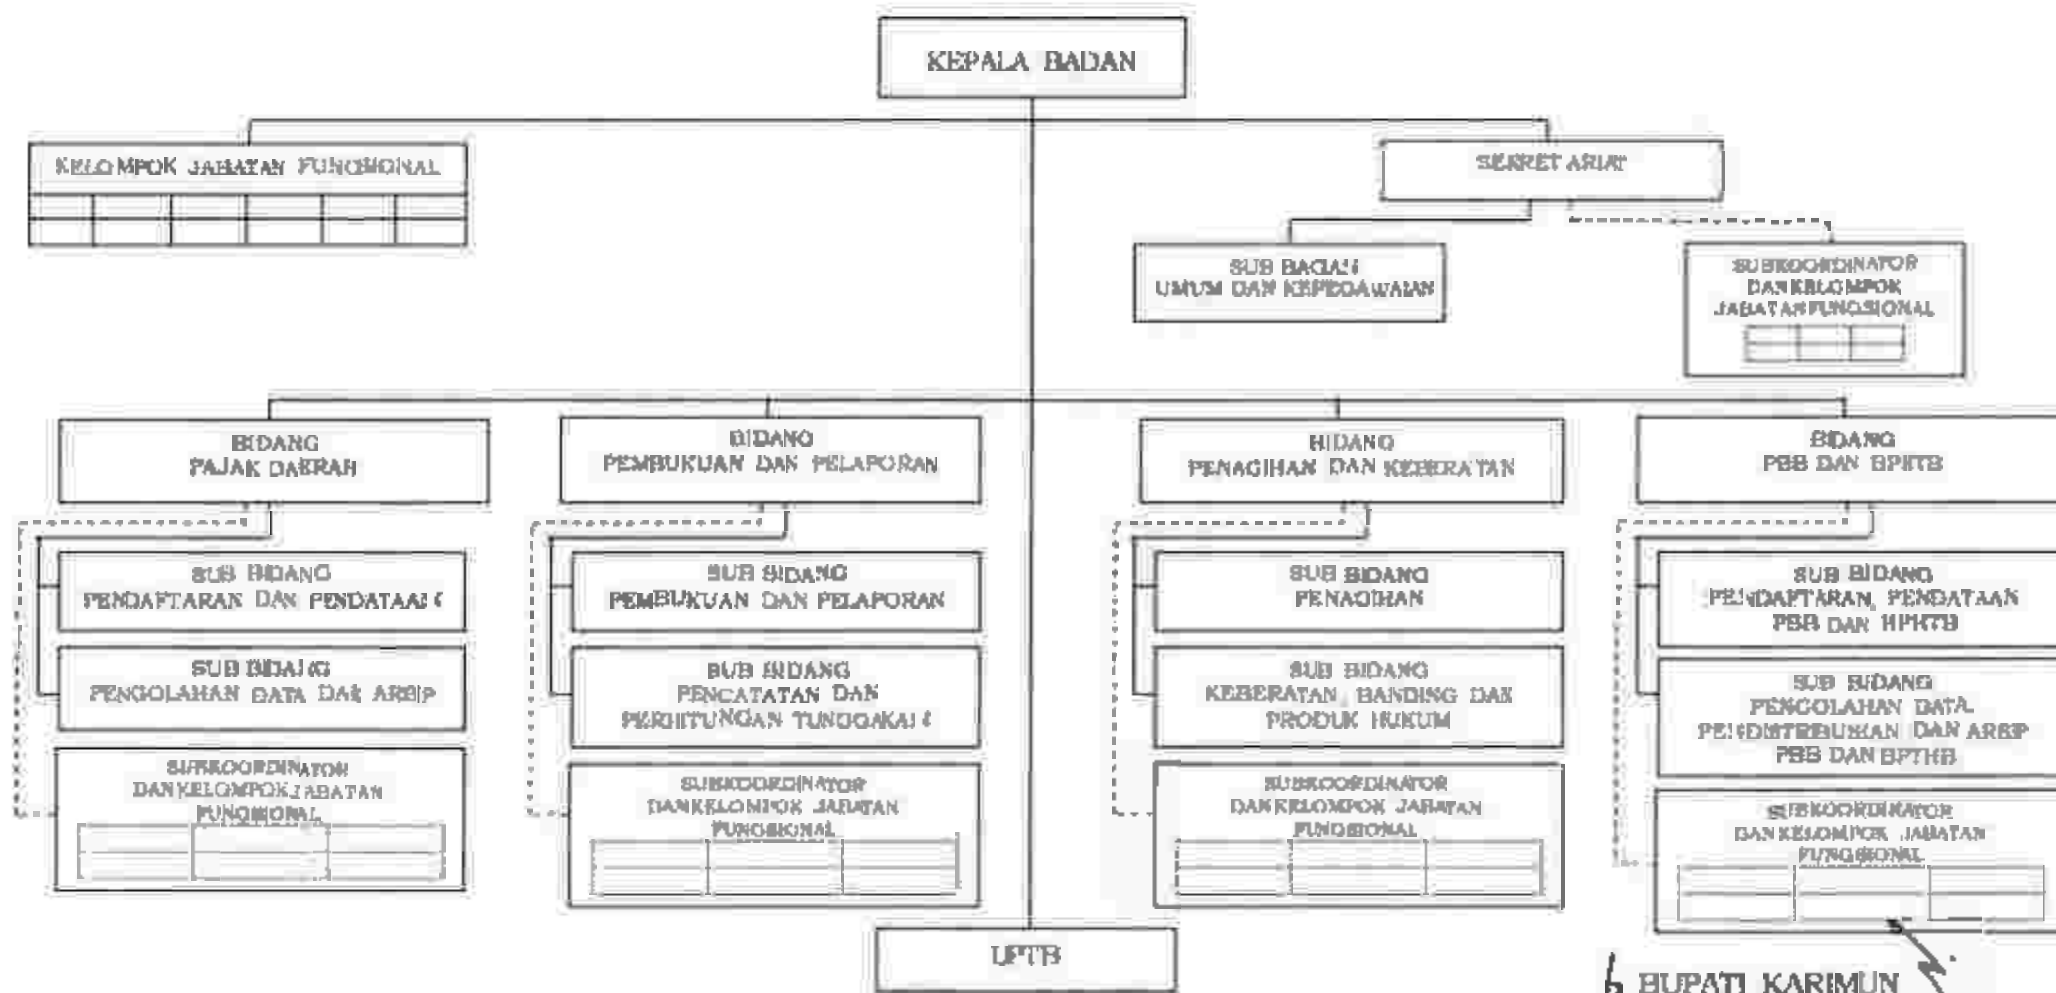 KEPALA BADAN
KELOMPOK JABATAN FUNGSIONAL
SEKRETARIAT
SUB BAGIAN
UMUM DAN KEPEGAWAIAN
SUBKOORDINATOR
DAN KELOMPOK
JABATAN FUNGSIONAL
BIDANG
PAJAK DAERAH
BIDANG
PEMBUKUAN DAN PELAPORAN
BIDANG
PENAGIHAN DAN KEBERATAN
BIDANG
PBB DAN BPHTB
SUB BIDANG
PENDAFTARAN DAN PENDATAAN
SUB BIDANG
PENGOLAHAN DATA DAN ARSIP
SUBKOORDINATOR
DAN KELOMPOK JABATAN
FUNGSIONAL
SUB BIDANG
PEMBUKUAN DAN PELAPORAN
SUB BIDANG
PENCATATAN DAN
PERHITUNGAN TUNGGAKAN
SUBKOORDINATOR
DAN KELOMPOK JABATAN
FUNGSIONAL
SUB BIDANG
PENAGIHAN
SUB BIDANG
KEBERATAN, BANDING DAN
PRODUK HUKUM
SUBKOORDINATOR
DAN KELOMPOK JABATAN
FUNGSIONAL
SUB BIDANG
PENDAFTARAN, PENDATAAN
PBB DAN BPHTB
SUB BIDANG
PENGOLAHAN DATA,
PENDISTRIBUSIAN DAN ARSIP
PBB DAN BPTHB
SUBKOORDINATOR
DAN KELOMPOK JABATAN
FUNGSIONAL
UPTB
BUPATI KARIMUN